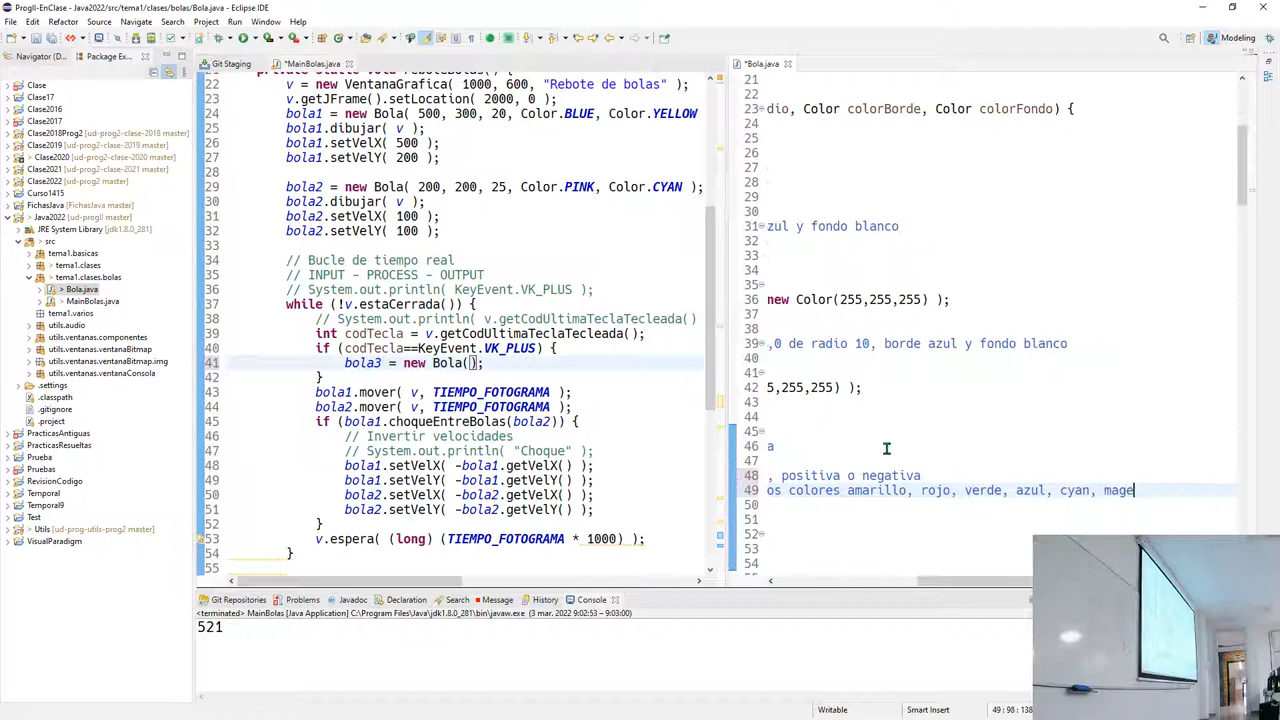 ProgII-EnClase - Java2022/src/tema1/clases/bolas/Bola.java - Eclipse IDE
File Edit Refactor Source Navigate Search Project Run Window Help
Modeling
Navigator (D...
Package Ex...
Clase
Clase17
Clase2016
Clase2017
Clase2018Prog2 [ud-prog2-clase-2018 master]
Clase2019 [ud-prog2-clase-2019 master]
> Clase2020 [ud-prog2-clase-2020 master]
Clase2021 [ud-prog2-clase-2021 master]
Clase2022 [ud-prog2 master]
Curso1415
FichasJava [FichasJava master]
> Java2022 [ud-progII master]
JRE System Library [jdk1.8.0_281]
> src
tema1.basicas
> tema1.clases
> tema1.clases.bolas
> Bola.java
> MainBolas.java
tema1.varios
utils.audio
utils.ventanas.componentes
utils.ventanas.ventanaBitmap
utils.ventanas.ventanaBitmap.img
utils.ventanas.ventanaConsola
.settings
.classpath
.gitignore
.project
PracticasAntiguas
PracticasResueltas
Prueba
Pruebas
RevisionCodigo
Temporal
Temporal9
Test
> Utils [ud-prog-utils-prog2 master]
VisualParadigm
Git Staging
*MainBolas.java
22 v = new VentanaGrafica( 1000, 600, "Rebote de bolas" );
23 v.getJFrame().setLocation( 2000, 0 );
24 bola1 = new Bola( 500, 300, 20, Color.BLUE, Color.YELLOW
25 bola1.dibujar( v );
26 bola1.setVelX( 500 );
27 bola1.setVelY( 200 );
28
29 bola2 = new Bola( 200, 200, 25, Color.PINK, Color.CYAN );
30 bola2.dibujar( v );
31 bola2.setVelX( 100 );
32 bola2.setVelY( 100 );
33
34 // Bucle de tiempo real
35 // INPUT - PROCESS - OUTPUT
36 // System.out.println( KeyEvent.VK_PLUS );
37 while (!v.estaCerrada()) {
38 // System.out.println( v.getCodUltimaTeclaTecleada()
39 int codTecla = v.getCodUltimaTeclaTecleada();
40 if (codTecla==KeyEvent.VK_PLUS) {
41 bola3 = new Bola();
42 }
43 bola1.mover( v, TIEMPO_FOTOGRAMA );
44 bola2.mover( v, TIEMPO_FOTOGRAMA );
45 if (bola1.choqueEntreBolas(bola2)) {
46 // Invertir velocidades
47 // System.out.println( "Choque" );
48 bola1.setVelX( -bola1.getVelX() );
49 bola1.setVelY( -bola1.getVelY() );
50 bola2.setVelX( -bola2.getVelX() );
51 bola2.setVelY( -bola2.getVelY() );
52 }
53 v.espera( (long) (TIEMPO_FOTOGRAMA * 1000) );
54 }
55
*Bola.java
21
22
23 dio, Color colorBorde, Color colorFondo) {
24
25
26
27
28
29
30
31 azul y fondo blanco
32
33
34
35
36 new Color(255,255,255) );
37
38
39 ,0 de radio 10, borde azul y fondo blanco
40
41
42 5,255,255) );
43
44
45
46 a
47
48 , positiva o negativa
49 os colores amarillo, rojo, verde, azul, cyan, mage
50
51
52
53
54
Git Repositories Problems Javadoc Declaration Search Message History Console
<terminated> MainBolas [Java Application] C:\Program Files\Java\jdk1.8.0_281\bin\javaw.exe (3 mar. 2022 9:02:53 – 9:03:00)
521
Writable
Smart Insert
49 : 98 : 138